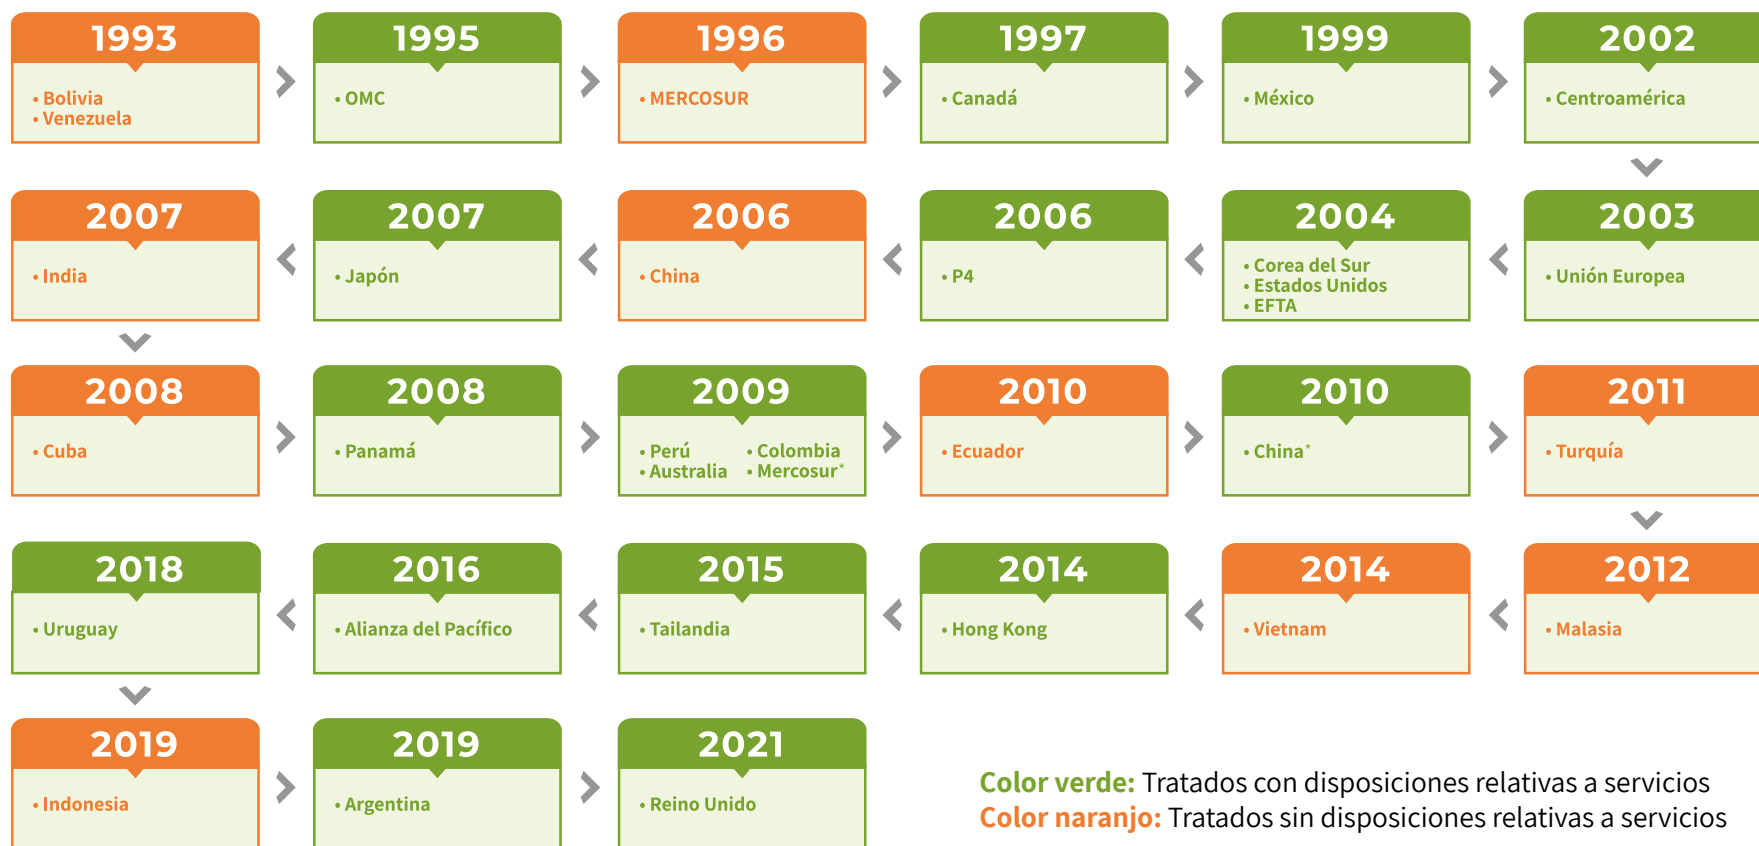 1993
• Bolivia
• Venezuela
1995
• OMC
1996
• MERCOSUR
1997
• Canadá
1999
• México
2002
• Centroamérica
2003
• Unión Europea
2004
• Corea del Sur
• Estados Unidos
• EFTA
2006
• P4
2006
• China
2007
• Japón
2007
• India
2008
• Cuba
2008
• Panamá
2009
• Perú • Colombia
• Australia • Mercosur*
2010
• Ecuador
2010
• China*
2011
• Turquía
2012
• Malasia
2014
• Vietnam
2014
• Hong Kong
2015
• Tailandia
2016
• Alianza del Pacífico
2018
• Uruguay
2019
• Indonesia
2019
• Argentina
2021
• Reino Unido
Color verde: Tratados con disposiciones relativas a servicios
Color naranjo: Tratados sin disposiciones relativas a servicios